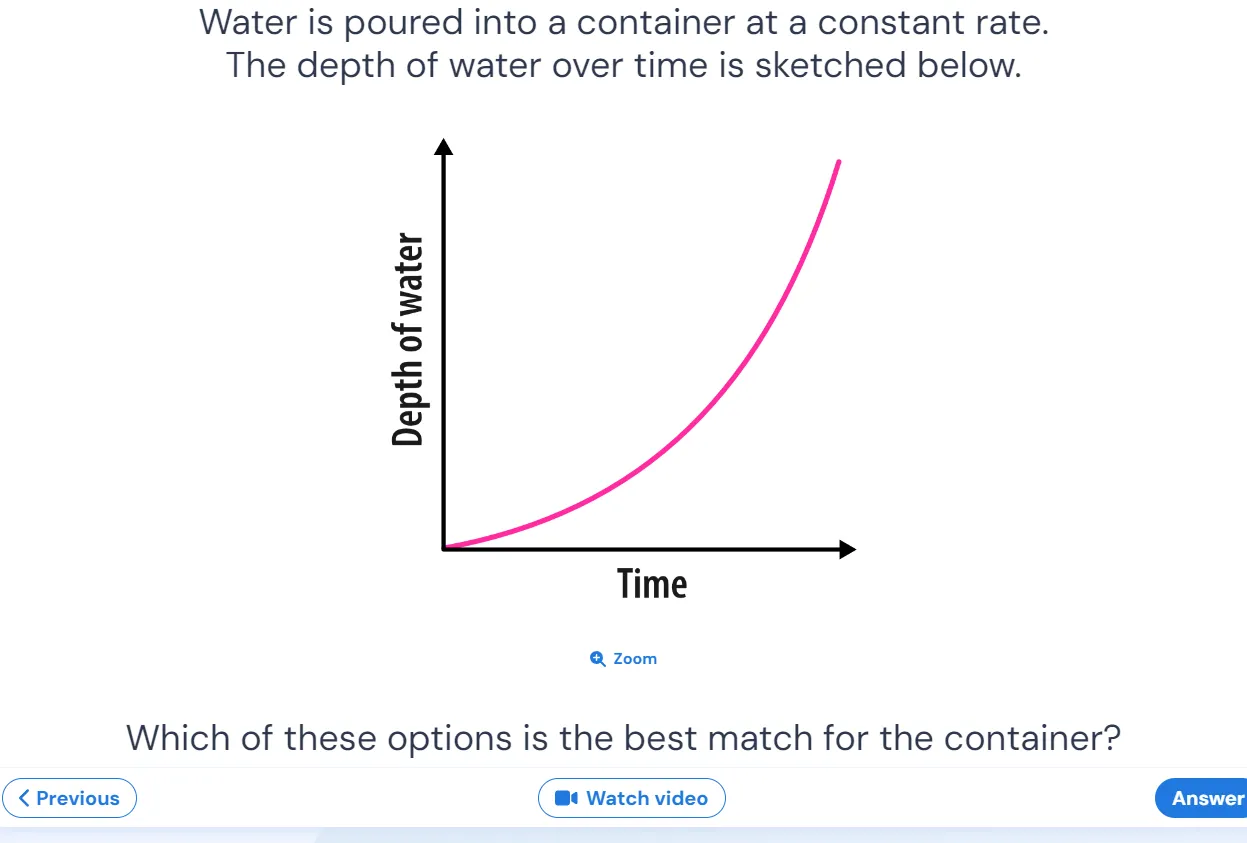 Water is poured into a container at a constant rate.
The depth of water over time is sketched below.
Depth of water
Time
Zoom
Which of these options is the best match for the container?
Previous
Watch video
Answer